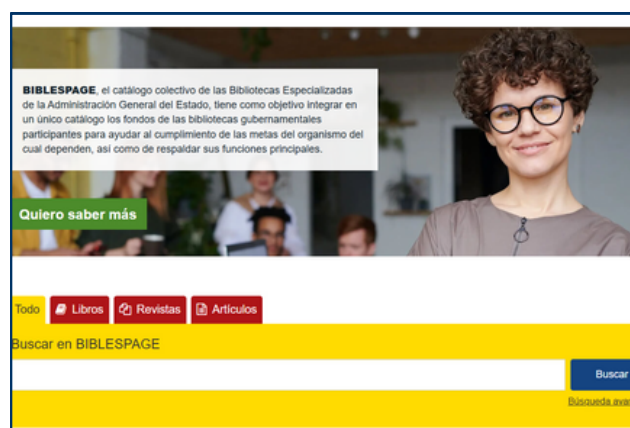 BIBLESPAGE, el catálogo colectivo de las Bibliotecas Especializadas
de la Administración General del Estado, tiene como objetivo integrar en
un único catálogo los fondos de las bibliotecas gubernamentales
participantes para ayudar al cumplimiento de las metas del organismo del
cual dependen, así como de respaldar sus funciones principales.
Quiero saber más
Todo Libros Revistas Artículos
Buscar en BIBLESPAGE
Buscar
Búsqueda